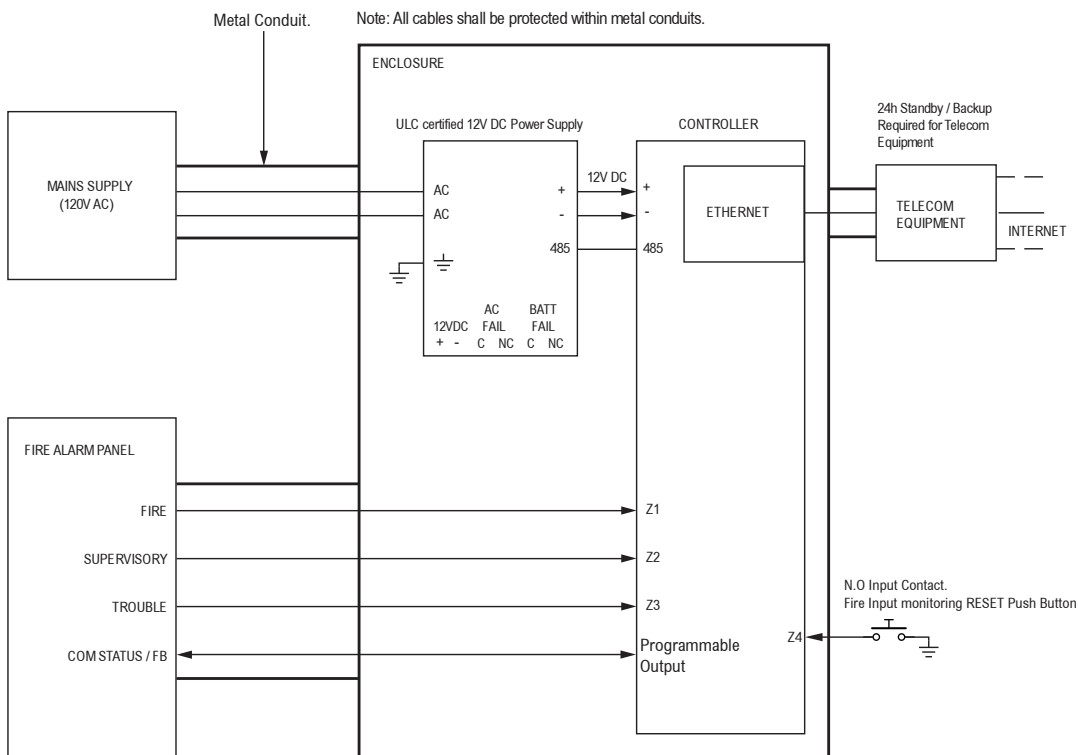 Metal Conduit.
Note: All cables shall be protected within metal conduits.
ENCLOSURE
ULC certified 12V DC Power Supply
CONTROLLER
24h Standby / Backup
Required for Telecom
Equipment
MAINS SUPPLY
(120V AC)
AC
+
12V DC
+
AC
-
-
485
485
ETHERNET
TELECOM
EQUIPMENT
INTERNET
12VDC
+ -
AC
FAIL
C NC
BATT
FAIL
C NC
FIRE ALARM PANEL
FIRE
Z1
SUPERVISORY
Z2
TROUBLE
Z3
COM STATUS / FB
Programmable
Output
Z4
N.O Input Contact.
Fire Input monitoring RESET Push Button